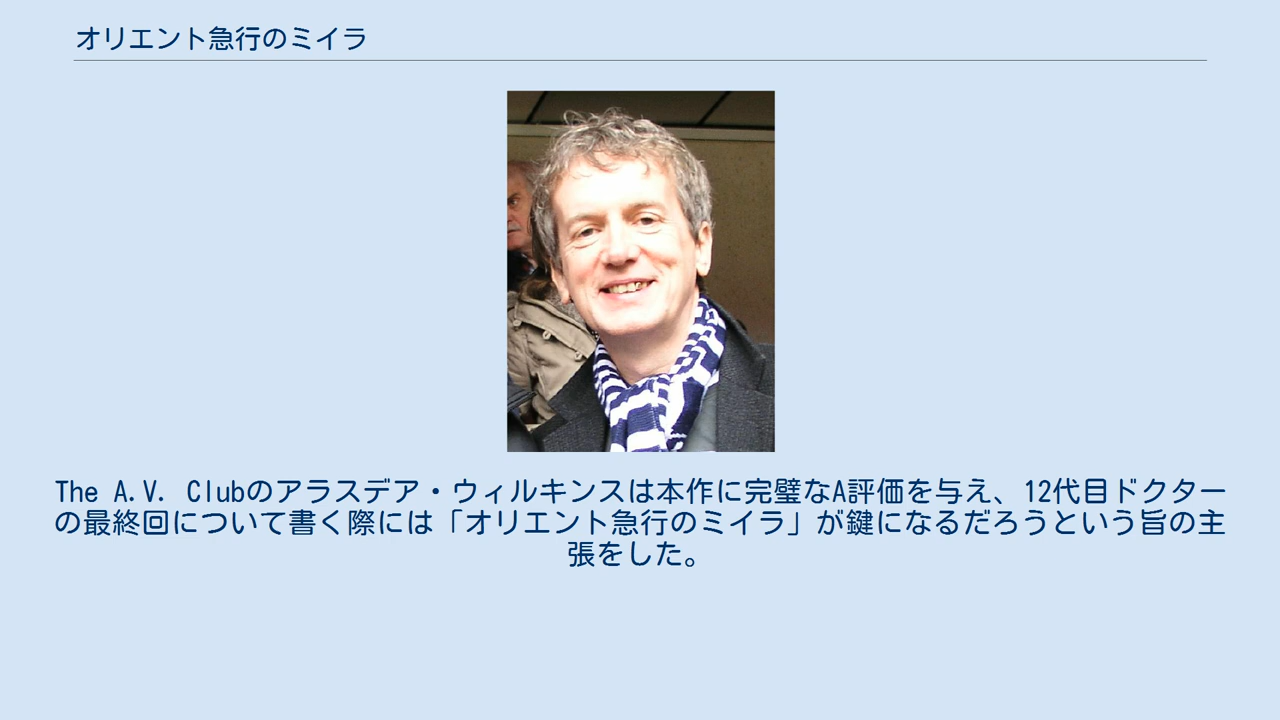 オリエント急行のミイラ
The A.V. Clubのアラスデア・ウィルキンスは本作に完璧なA評価を与え、12代目ドクター
の最終回について書く際には「オリエント急行のミイラ」が鍵になるだろうという旨の主
張をした。